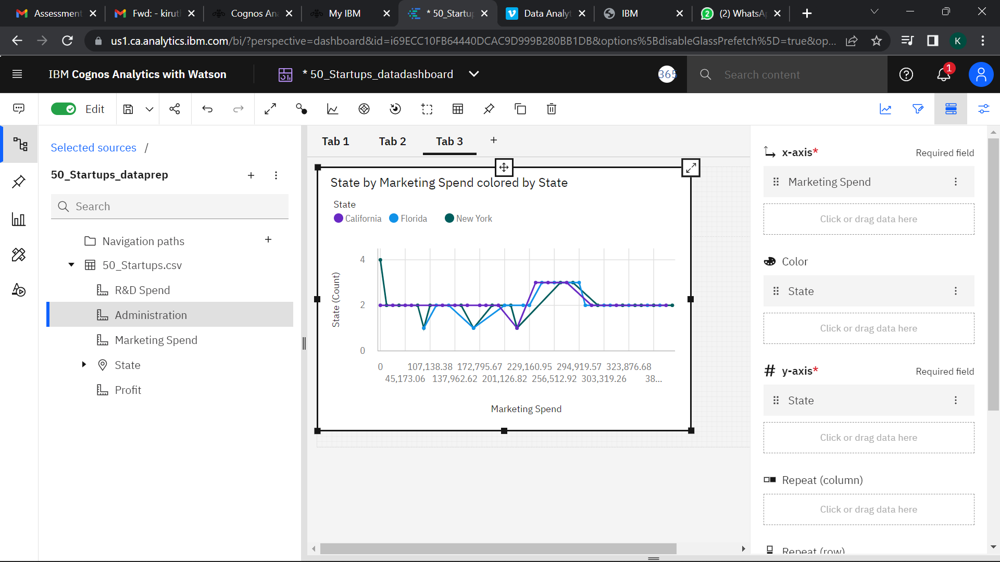 Assessment
Fwd: - kiruth
Cognos Ana
My IBM
* 50_Startup
Data Analyt
IBM
2
(2) WhatsAp
us1.ca.analytics.ibm.com/bi/?perspective=dashboard&id=i69ECC10FB64440DCAC9D999B280BB1DB&options%5BdisableGlassPrefetch%5D=true&op...
K
IBM Cognos Analytics with Watson
* 50_Startups_datadashboard
365
Search content
1
Edit
Selected sources /
50_Startups_dataprep
Search
Navigation paths
50_Startups.csv
R&D Spend
Administration
Marketing Spend
State
Profit
Tab 1
Tab 2
Tab 3
State by Marketing Spend colored by State
State
California
Florida
New York
State (Count)
4
2
0
0
107,138.38
172,795.67
229,160.95
294,919.57
323,876.68
45,173.06
137,962.62
201,126.82
256,512.92
303,319.26
38...
Marketing Spend
x-axis*
Required field
Marketing Spend
Click or drag data here
Color
State
Click or drag data here
# y-axis*
Required field
State
Click or drag data here
Repeat (column)
Click or drag data here
Repeat (row)